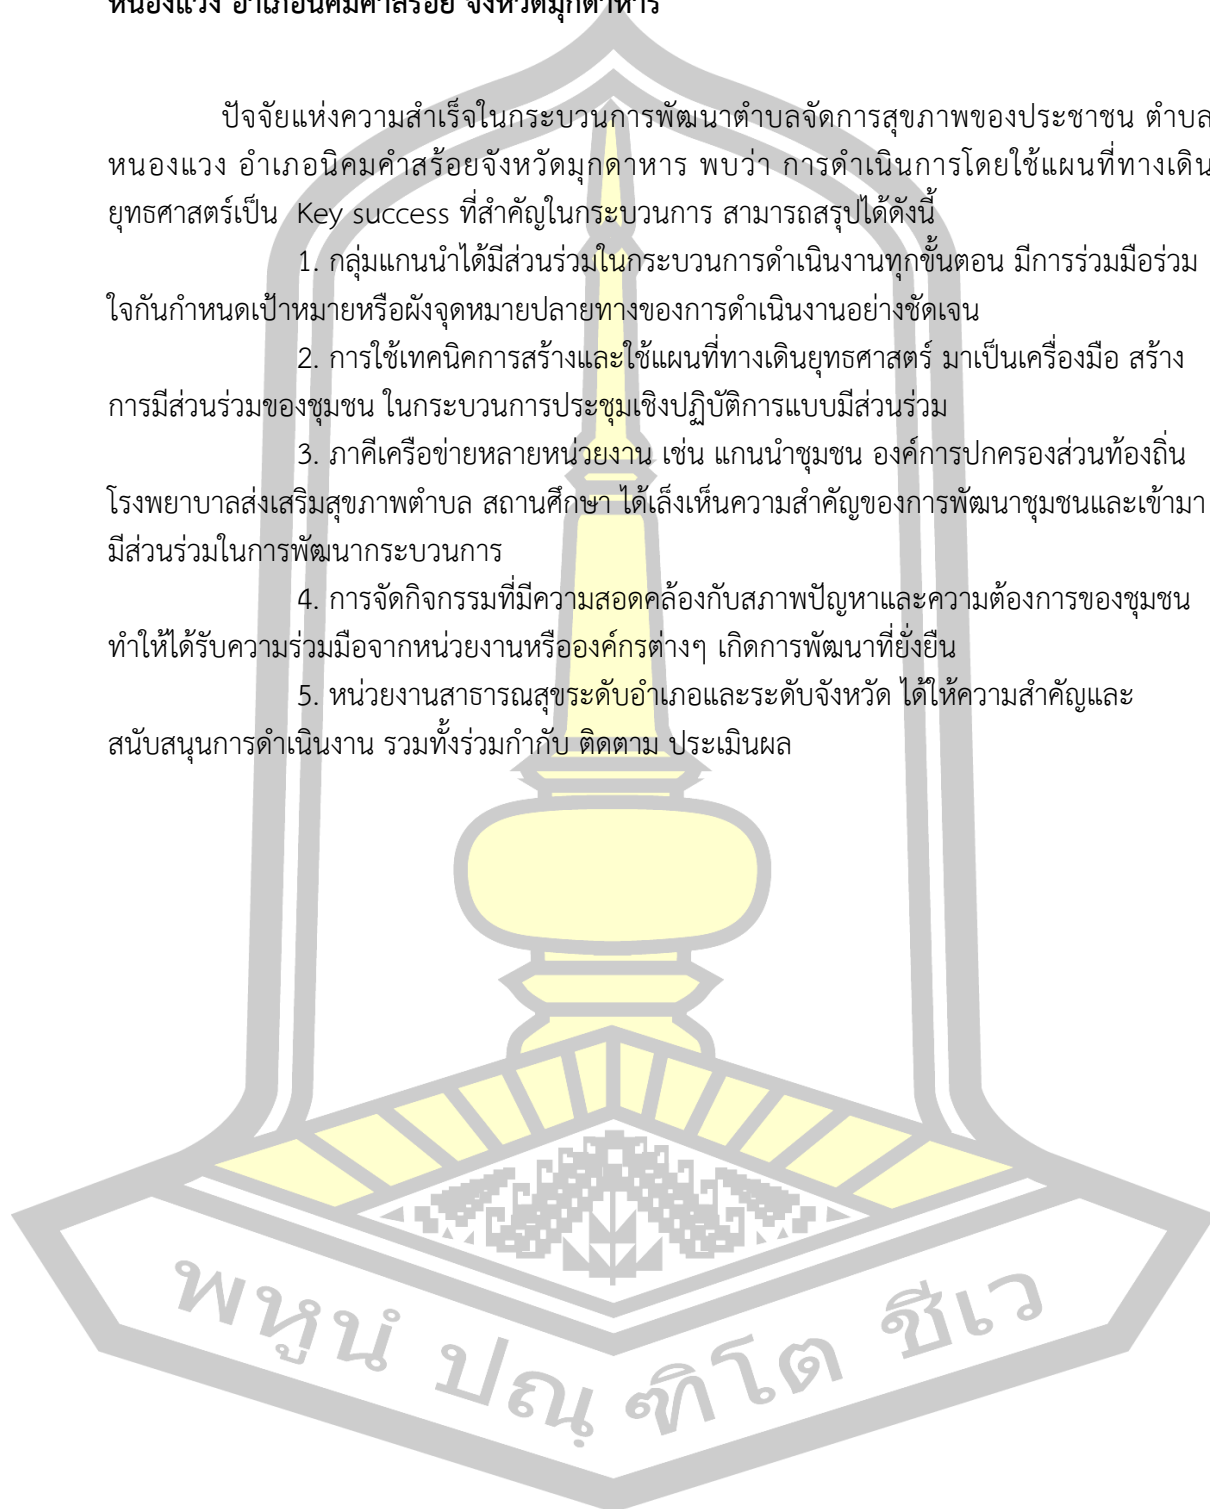 หนองแวง อำเภอนิคมคำสร้อย จังหวัดมุกดาหาร
ปัจจัยแห่งความสำเร็จในกระบวนการพัฒนาตำบลจัดการสุขภาพของประชาชน ตำบล
หนองแวง อำเภอนิคมคำสร้อยจังหวัดมุกดาหาร พบว่า การดำเนินการโดยใช้แผนที่ทางเดิน
ยุทธศาสตร์เป็น Key success ที่สำคัญในกระบวนการ สามารถสรุปได้ดังนี้
1. กลุ่มแกนนำได้มีส่วนร่วมในกระบวนการดำเนินงานทุกขั้นตอน มีการร่วมมือร่วม
ใจกันกำหนดเป้าหมายหรือผังจุดหมายปลายทางของการดำเนินงานอย่างชัดเจน
2. การใช้เทคนิคการสร้างและใช้แผนที่ทางเดินยุทธศาสตร์ มาเป็นเครื่องมือ สร้าง
การมีส่วนร่วมของชุมชน ในกระบวนการประชุมเชิงปฏิบัติการแบบมีส่วนร่วม
3. ภาคีเครือข่ายหลายหน่วยงาน เช่น แกนนำชุมชน องค์การปกครองส่วนท้องถิ่น
โรงพยาบาลส่งเสริมสุขภาพตำบล สถานศึกษา ได้เล็งเห็นความสำคัญของการพัฒนาชุมชนและเข้ามา
มีส่วนร่วมในการพัฒนากระบวนการ
4. การจัดกิจกรรมที่มีความสอดคล้องกับสภาพปัญหาและความต้องการของชุมชน
ทำให้ได้รับความร่วมมือจากหน่วยงานหรือองค์กรต่างๆ เกิดการพัฒนาที่ยั่งยืน
5. หน่วยงานสาธารณสุขระดับอำเภอและระดับจังหวัด ได้ให้ความสำคัญและ
สนับสนุนการดำเนินงาน รวมทั้งร่วมกำกับ ติดตาม ประเมินผล
พหูนํ ปณฺ ฑิโต ชีเว